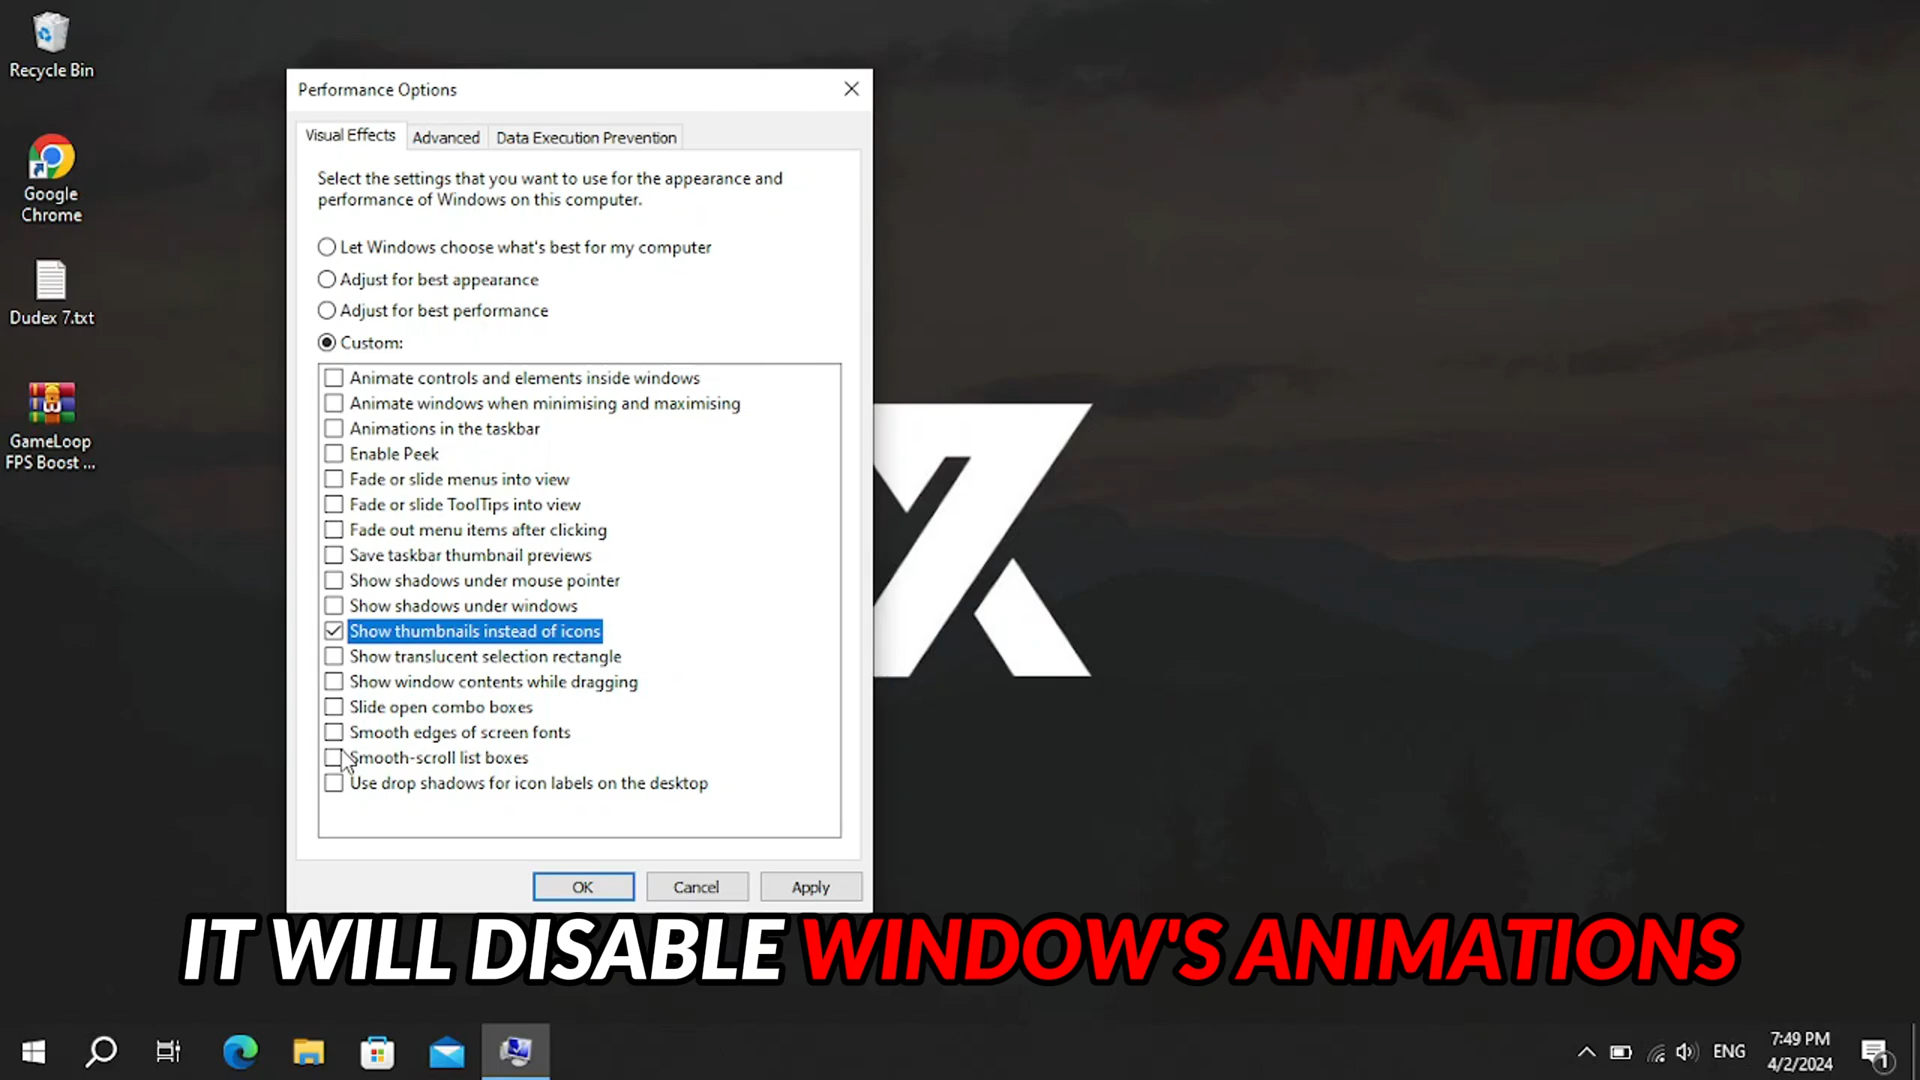 Recycle Bin
Google
Chrome
Dudex 7.txt
GameLoop
FPS Boost ...
Performance Options
Visual Effects
Advanced
Data Execution Prevention
Select the settings that you want to use for the appearance and
performance of Windows on this computer.
Let Windows choose what's best for my computer
Adjust for best appearance
Adjust for best performance
Custom:
Animate controls and elements inside windows
Animate windows when minimising and maximising
Animations in the taskbar
Enable Peek
Fade or slide menus into view
Fade or slide ToolTips into view
Fade out menu items after clicking
Save taskbar thumbnail previews
Show shadows under mouse pointer
Show shadows under windows
Show thumbnails instead of icons
Show translucent selection rectangle
Show window contents while dragging
Slide open combo boxes
Smooth edges of screen fonts
Smooth-scroll list boxes
Use drop shadows for icon labels on the desktop
OK
Cancel
Apply
IT WILL DISABLE WINDOW'S ANIMATIONS
ENG
7:49 PM
4/2/2024
1